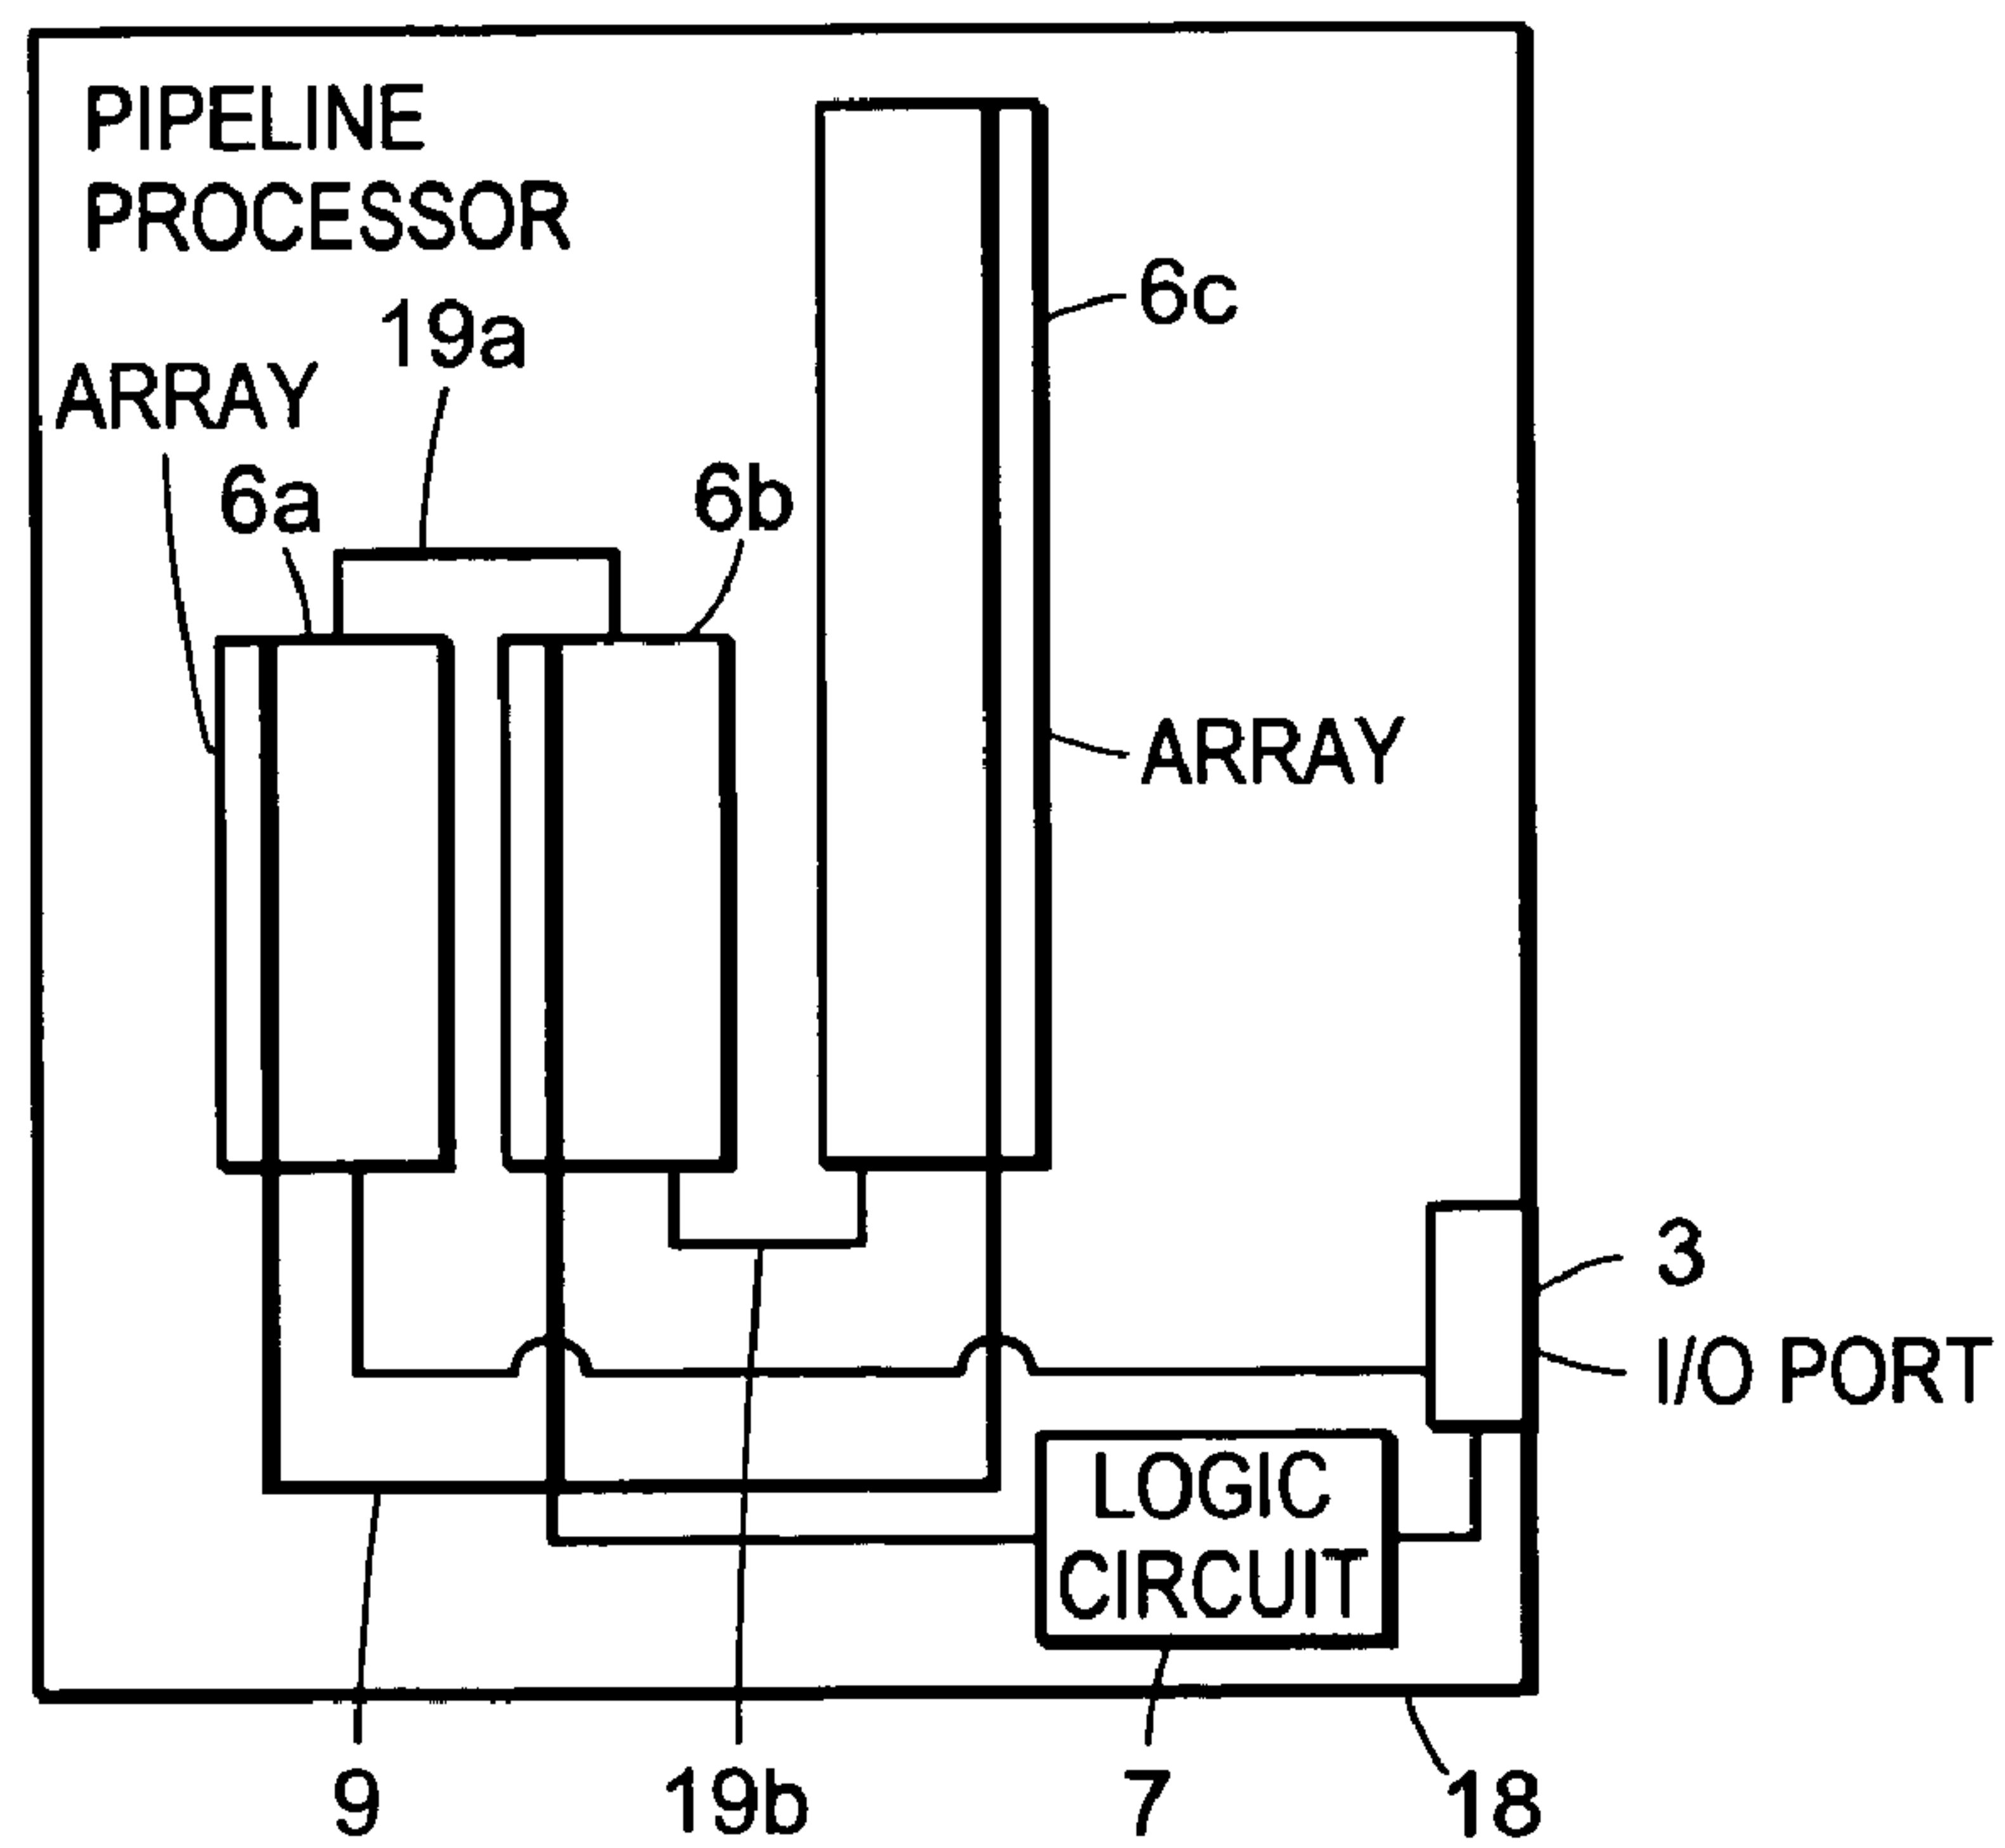 PIPELINE
PROCESSOR
6c
19a
ARRAY
6a
6b
ARRAY
3
I/O PORT
LOGIC
CIRCUIT
9
19b
7
18